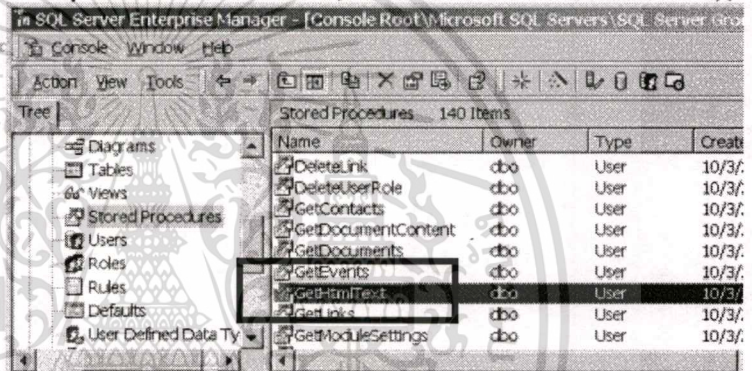 SQL Server Enterprise Manager - [Console Root\Microsoft SQL Servers\SQL Server Gro
Console Window Help
Action View Tools
Tree
Stored Procedures 140 Items
Name Owner Type Create
Diagrams
Tables
Views
Stored Procedures
Users
Roles
Rules
Defaults
User Defined Data Ty
DeleteLink dbo User 10/3/
DeleteUserRole dbo User 10/3/
GetContacts dbo User 10/3/
GetDocumentContent dbo User 10/3/
GetDocuments dbo User 10/3/
GetEvents dbo User 10/3/
GetHtmlText dbo User 10/3/
GetLinks dbo User 10/3/
GetModuleSettings dbo User 10/3/